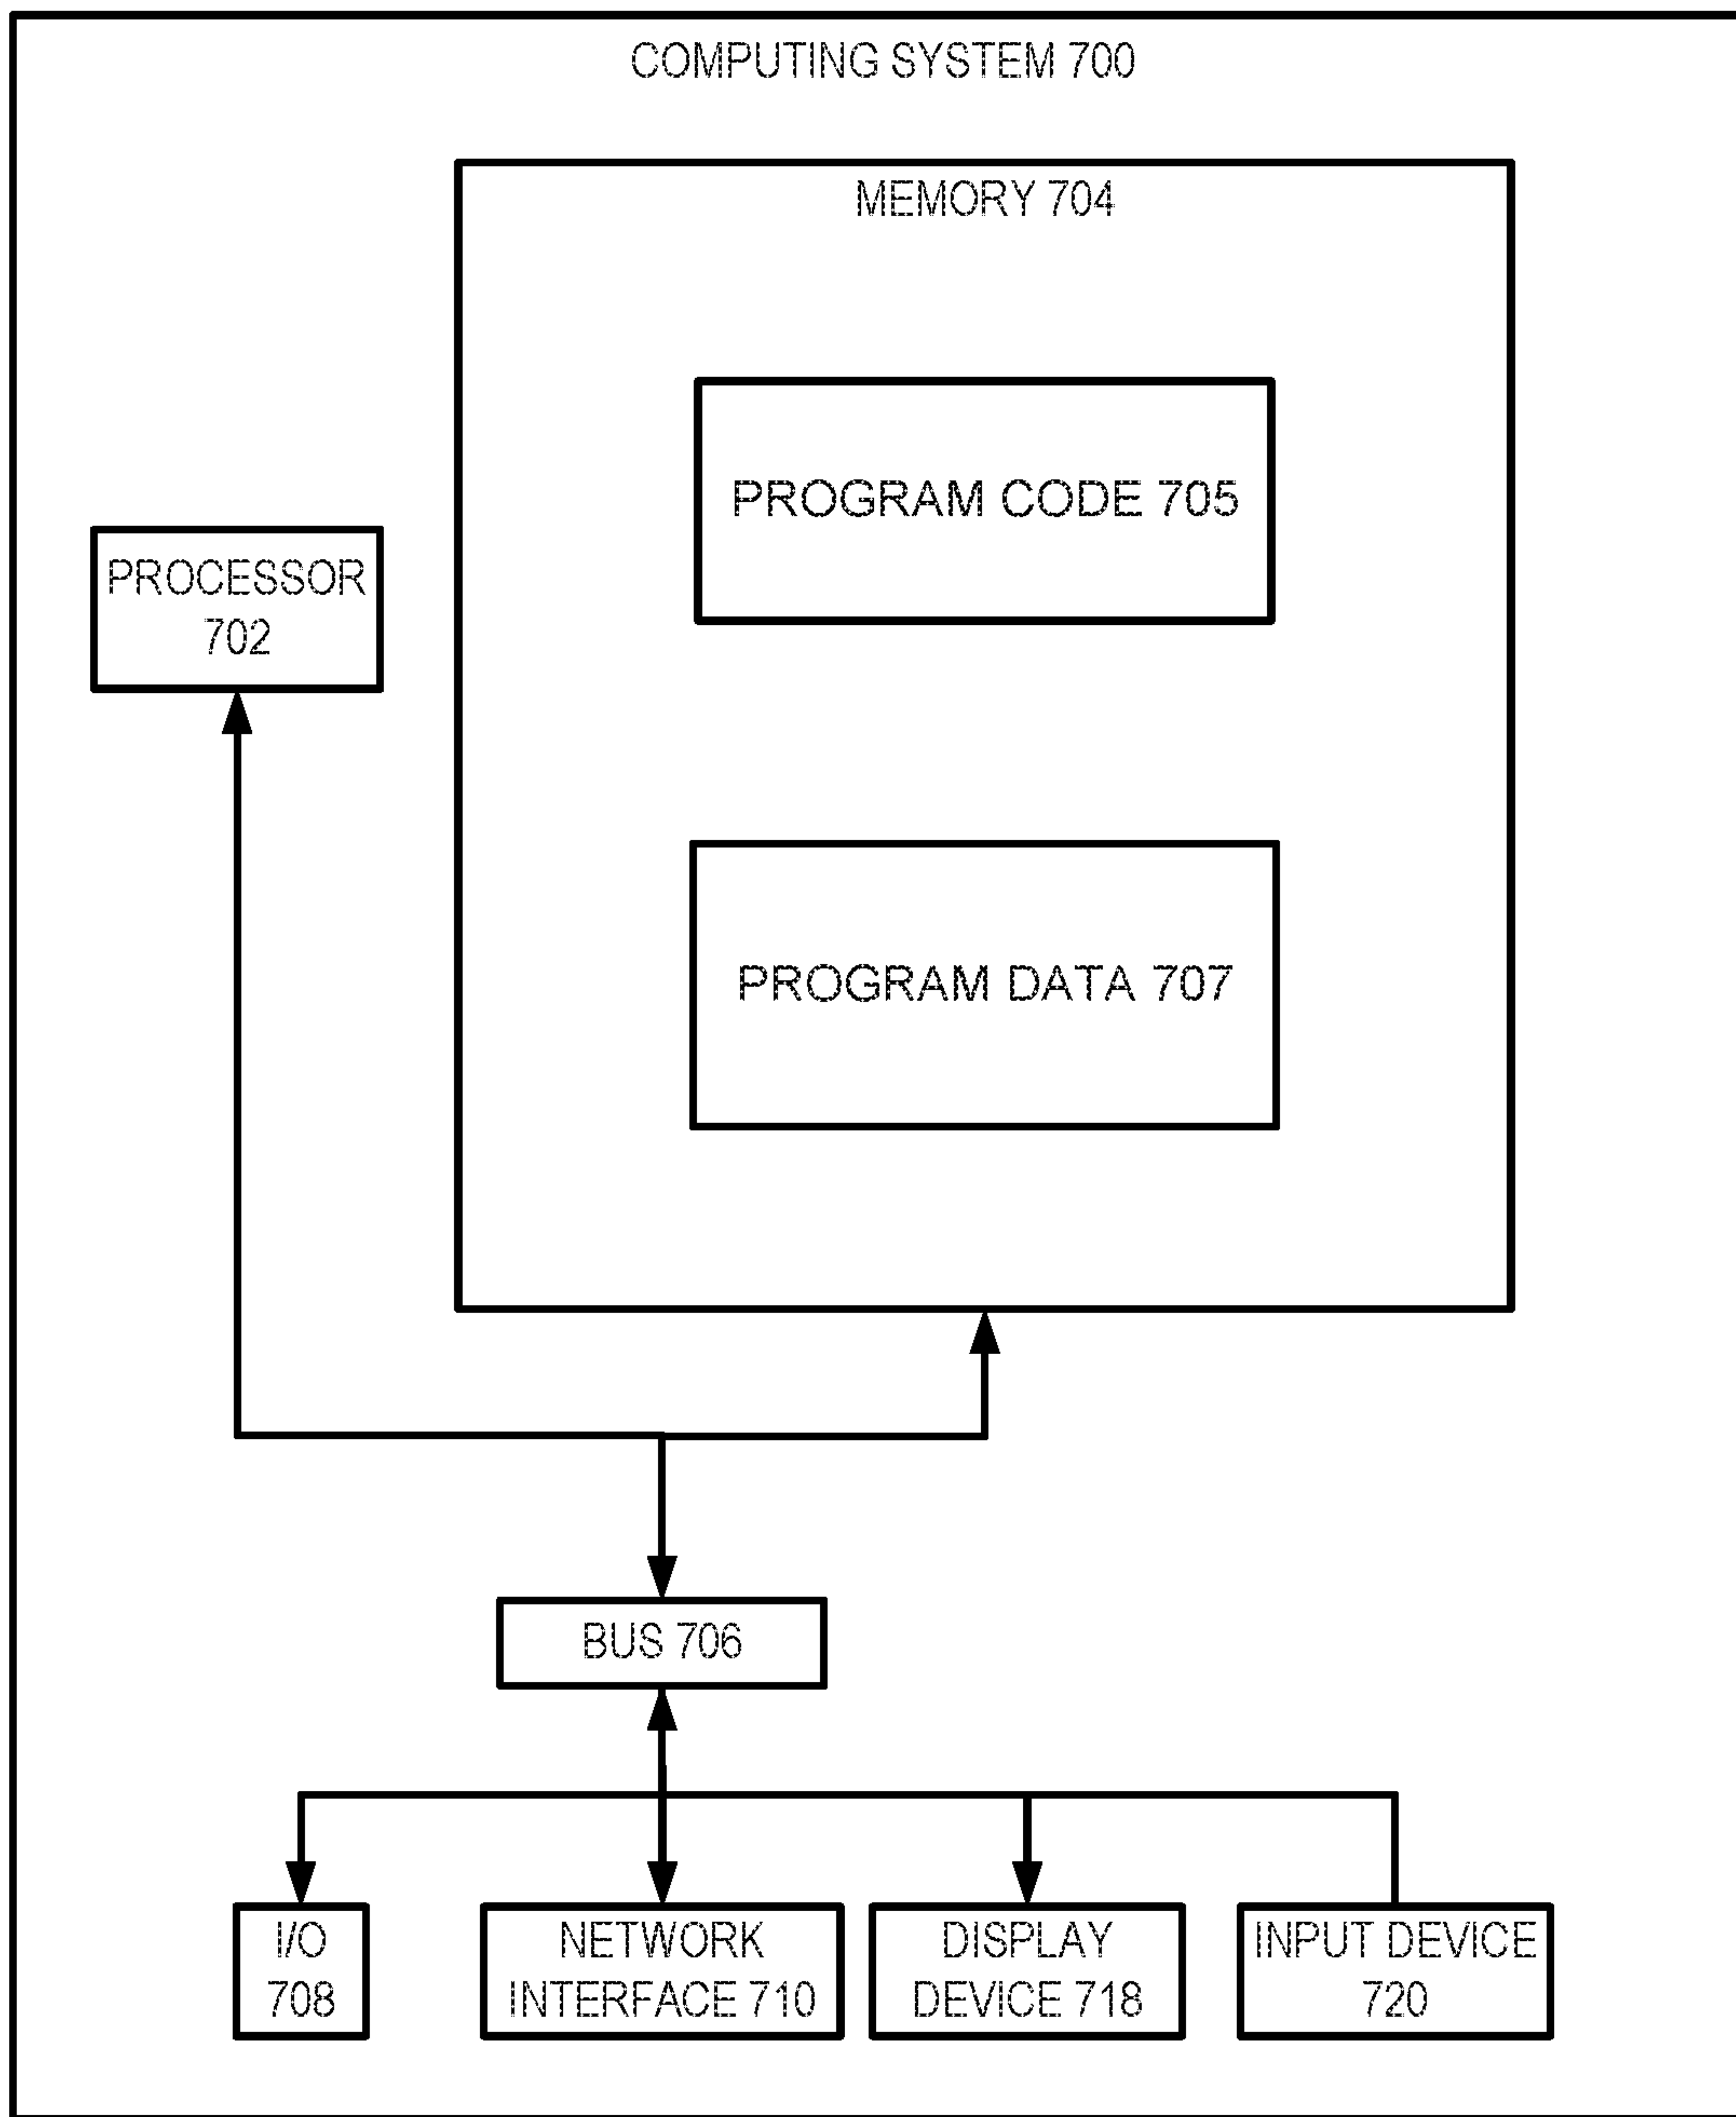 COMPUTING SYSTEM 700
MEMORY 704
PROGRAM CODE 705
PROCESSOR
702
PROGRAM DATA 707
BUS 706
I/O
708
NETWORK
INTERFACE 710
DISPLAY
DEVICE 718
INPUT DEVICE
720